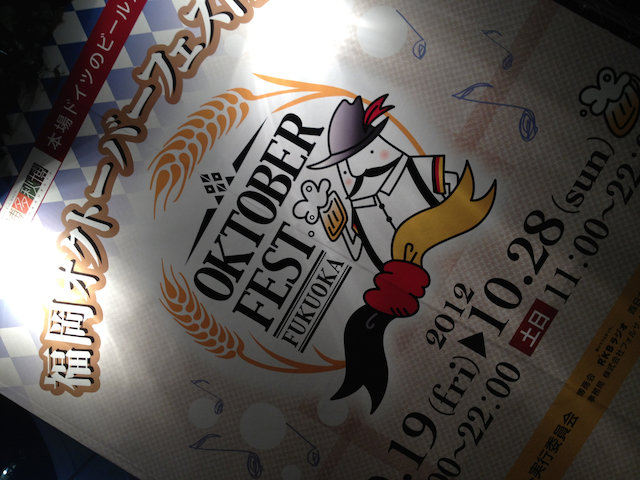 本場ドイツのビール
福岡オクトーバーフェス
OKTOBER
FEST
FUKUOKA
2012
.19(fri)▶10.28(sun)
00~22:00
土日 11:00~22:
実行委員会